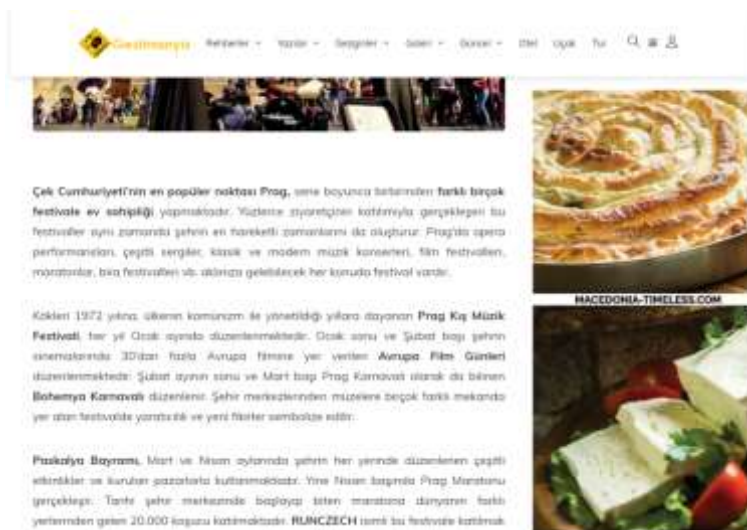 Gezimanya Rehberler Yazılar Gezginler Galeri Güncel Otel Uçak Tur
Çek Cumhuriyeti'nin en popüler noktası Prag, sene boyunca birbirinden farklı birçok
festivale ev sahipliği yapmaktadır. Yüzlerce ziyaretçinin katılımıyla gerçekleşen bu
festivaller aynı zamanda şehrin en hareketli zamanlarını da oluşturur. Prag'da opera
performansları, çeşitli sergiler, klasik ve modern müzik konserleri, film festivalleri,
maratonlar, bira festivalleri vb. aklınıza gelebilecek her konuda festival vardır.
MACEDONIA-TIMELESS.COM
Kökleri 1972 yılına, ülkenin komunizm ile yönetildiği yıllara dayanan Prag Kış Müzik
Festivali, her yıl Ocak ayında düzenlenmektedir. Ocak sonu ve Şubat başı şehrin
sinemalarında 30'dan fazla Avrupa filmine yer verilen Avrupa Film Günleri
düzenlenmektedir. Şubat ayının sonu ve Mart başı Prag Karnavalı olarak da bilinen
Bohemya Karnavalı düzenlenir. Şehir merkezlerinden müzelere birçok farklı mekanda
yer alan festivalde yaratıcılık ve yeni fikirler sembolize edilir.
Paskalya Bayramı, Mart ve Nisan aylarında şehrin her yerinde düzenlenen çeşitli
etkinlikler ve kurulan pazarlarla kutlanmaktadır. Yine Nisan başında Prag Maratonu
gerçekleşir. Tarihi şehir merkezinde başlayıp biten maratona dünyanın farklı
yerlerinden gelen 20.000 koşucu katılmaktadır. RUNCZECH isimli bu festivale katılmak